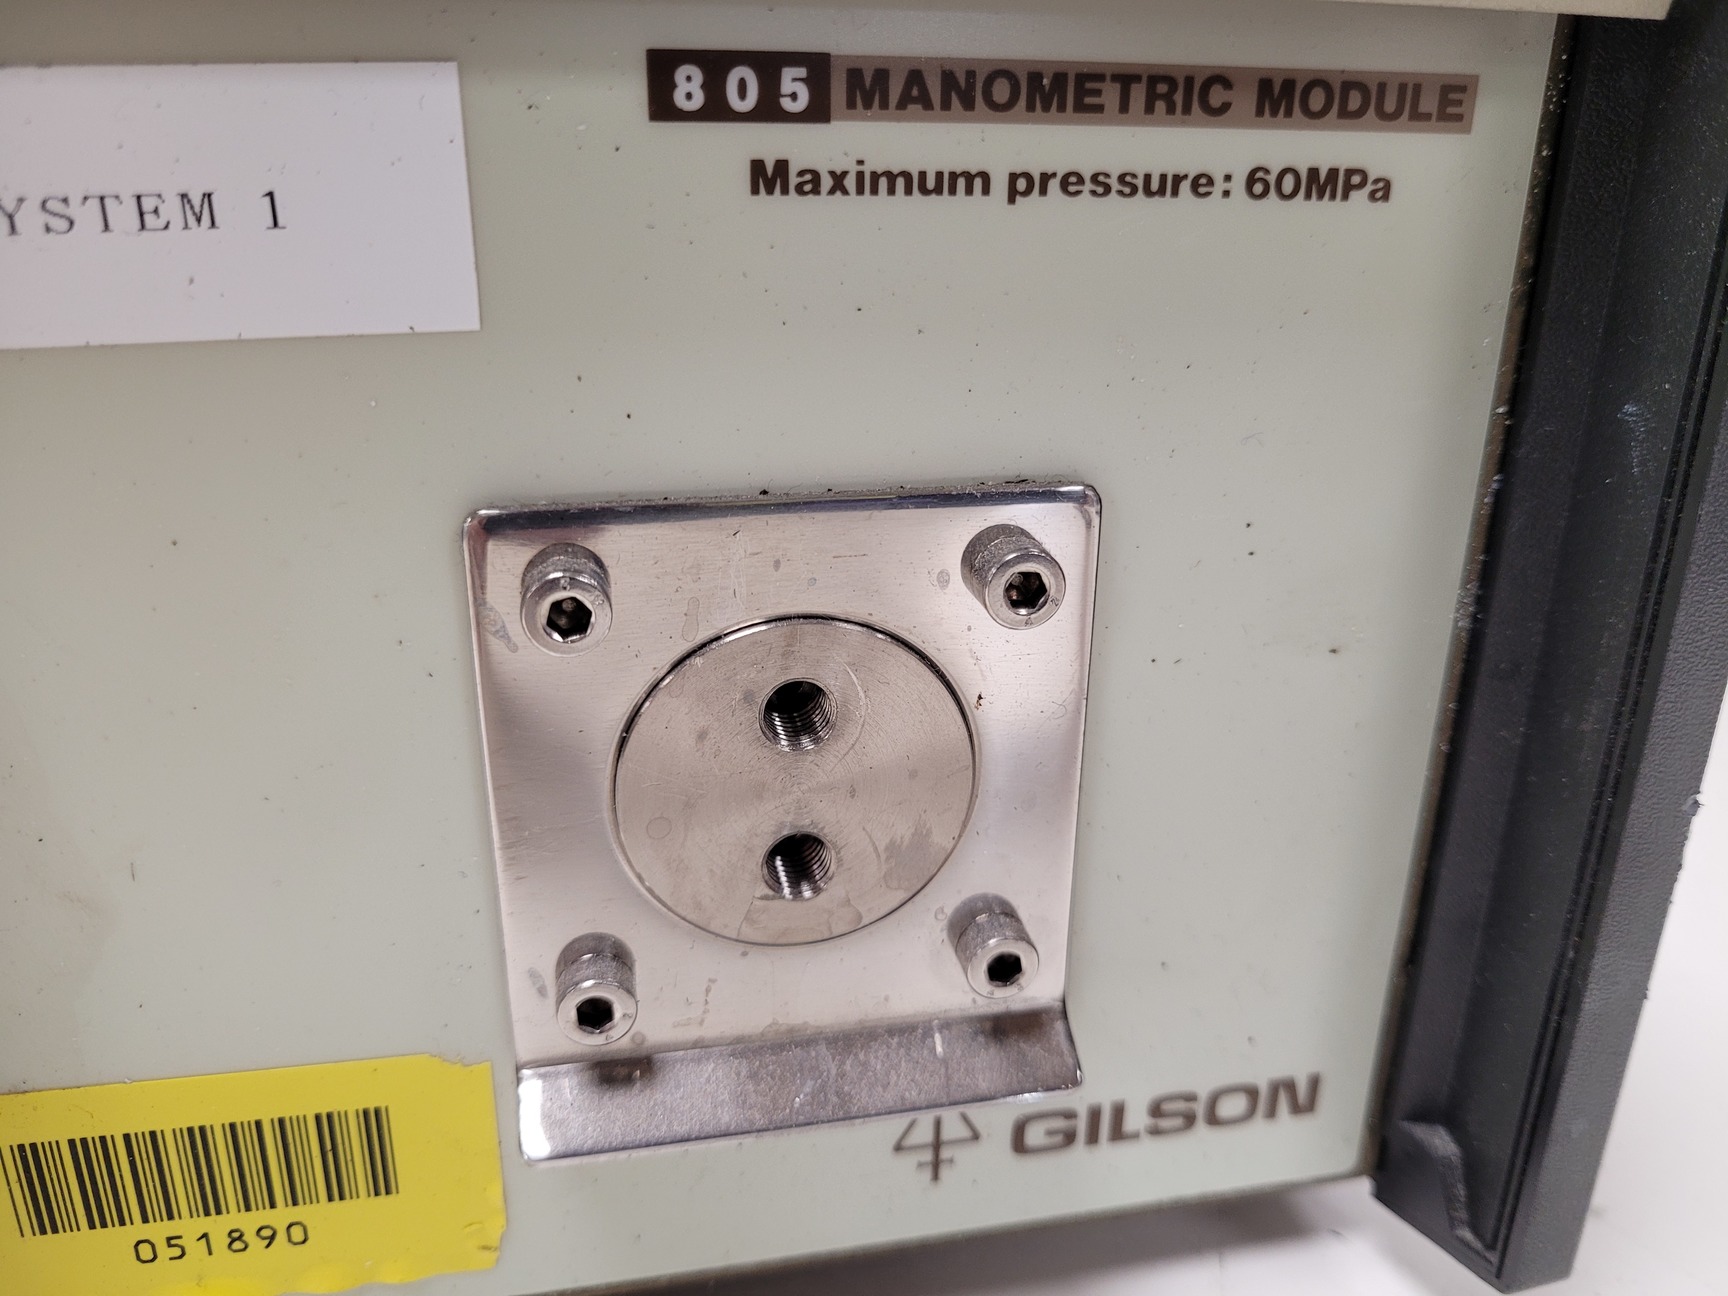 805 MANOMETRIC MODULE
Maximum pressure: 60MPa
YSTEM 1
GILSON
051890